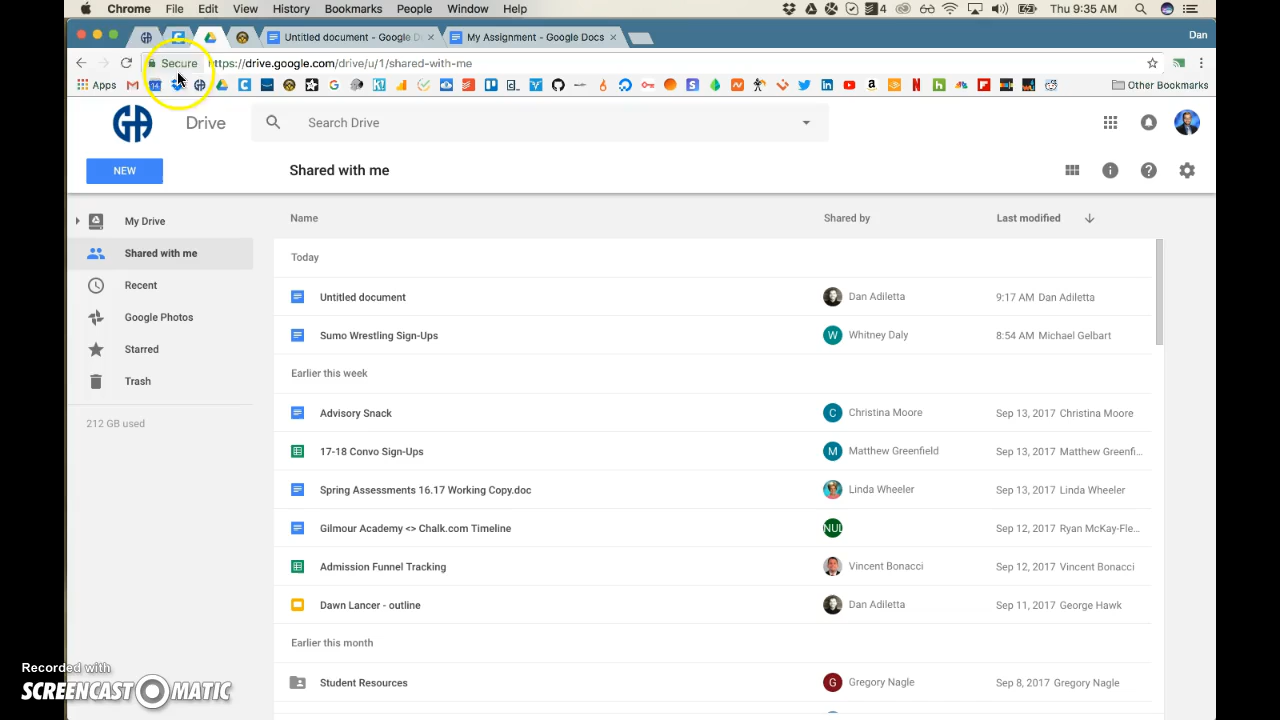 Chrome File Edit View History Bookmarks People Window Help 4 Thu 9:35 AM Dan
Untitled document - Google D × My Assignment - Google Docs × Dan
Secure https://drive.google.com/drive/u/1/shared-with-me
Apps Other Bookmarks
GA Drive Search Drive
NEW Shared with me
My Drive
Shared with me
Recent
Google Photos
Starred
Trash
212 GB used
Name Shared by Last modified
Today
Untitled document Dan Adiletta 9:17 AM Dan Adiletta
Sumo Wrestling Sign-Ups W Whitney Daly 8:54 AM Michael Gelbart
Earlier this week
Advisory Snack C Christina Moore Sep 13, 2017 Christina Moore
17-18 Convo Sign-Ups M Matthew Greenfield Sep 13, 2017 Matthew Greenfi...
Spring Assessments 16.17 Working Copy.doc Linda Wheeler Sep 13, 2017 Linda Wheeler
Gilmour Academy <> Chalk.com Timeline NUL Sep 12, 2017 Ryan McKay-Fle...
Admission Funnel Tracking Vincent Bonacci Sep 12, 2017 Vincent Bonacci
Dawn Lancer - outline Dan Adiletta Sep 11, 2017 George Hawk
Earlier this month
Student Resources G Gregory Nagle Sep 8, 2017 Gregory Nagle
Recorded with
SCREENCAST-O-MATIC